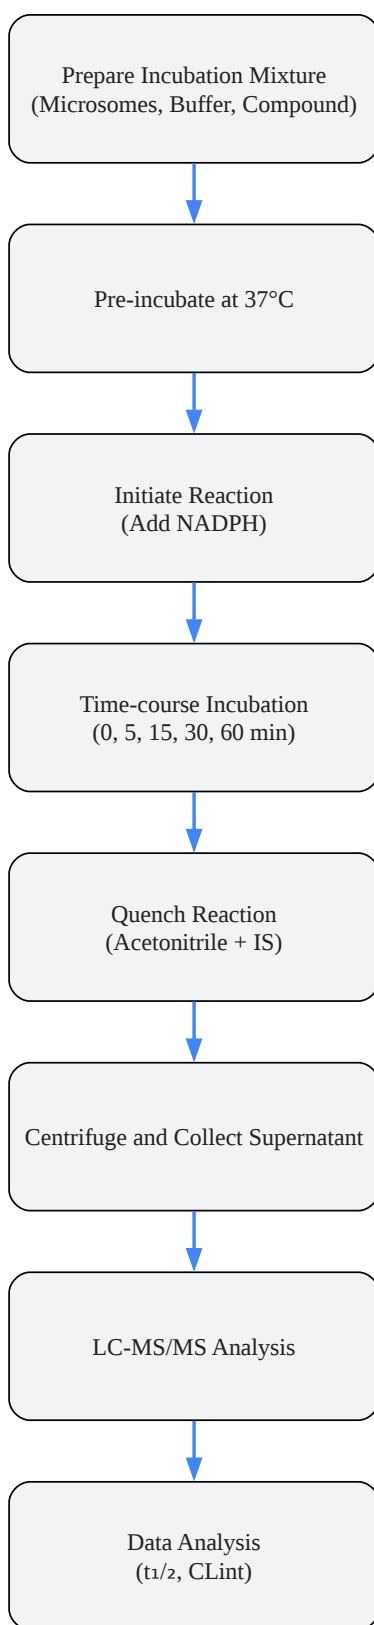 Prepare Incubation Mixture
(Microsomes, Buffer, Compound)
Pre-incubate at 37°C
Initiate Reaction
(Add NADPH)
Time-course Incubation
(0, 5, 15, 30, 60 min)
Quench Reaction
(Acetonitrile + IS)
Centrifuge and Collect Supernatant
LC-MS/MS Analysis
Data Analysis
(t₁/₂, CLint)